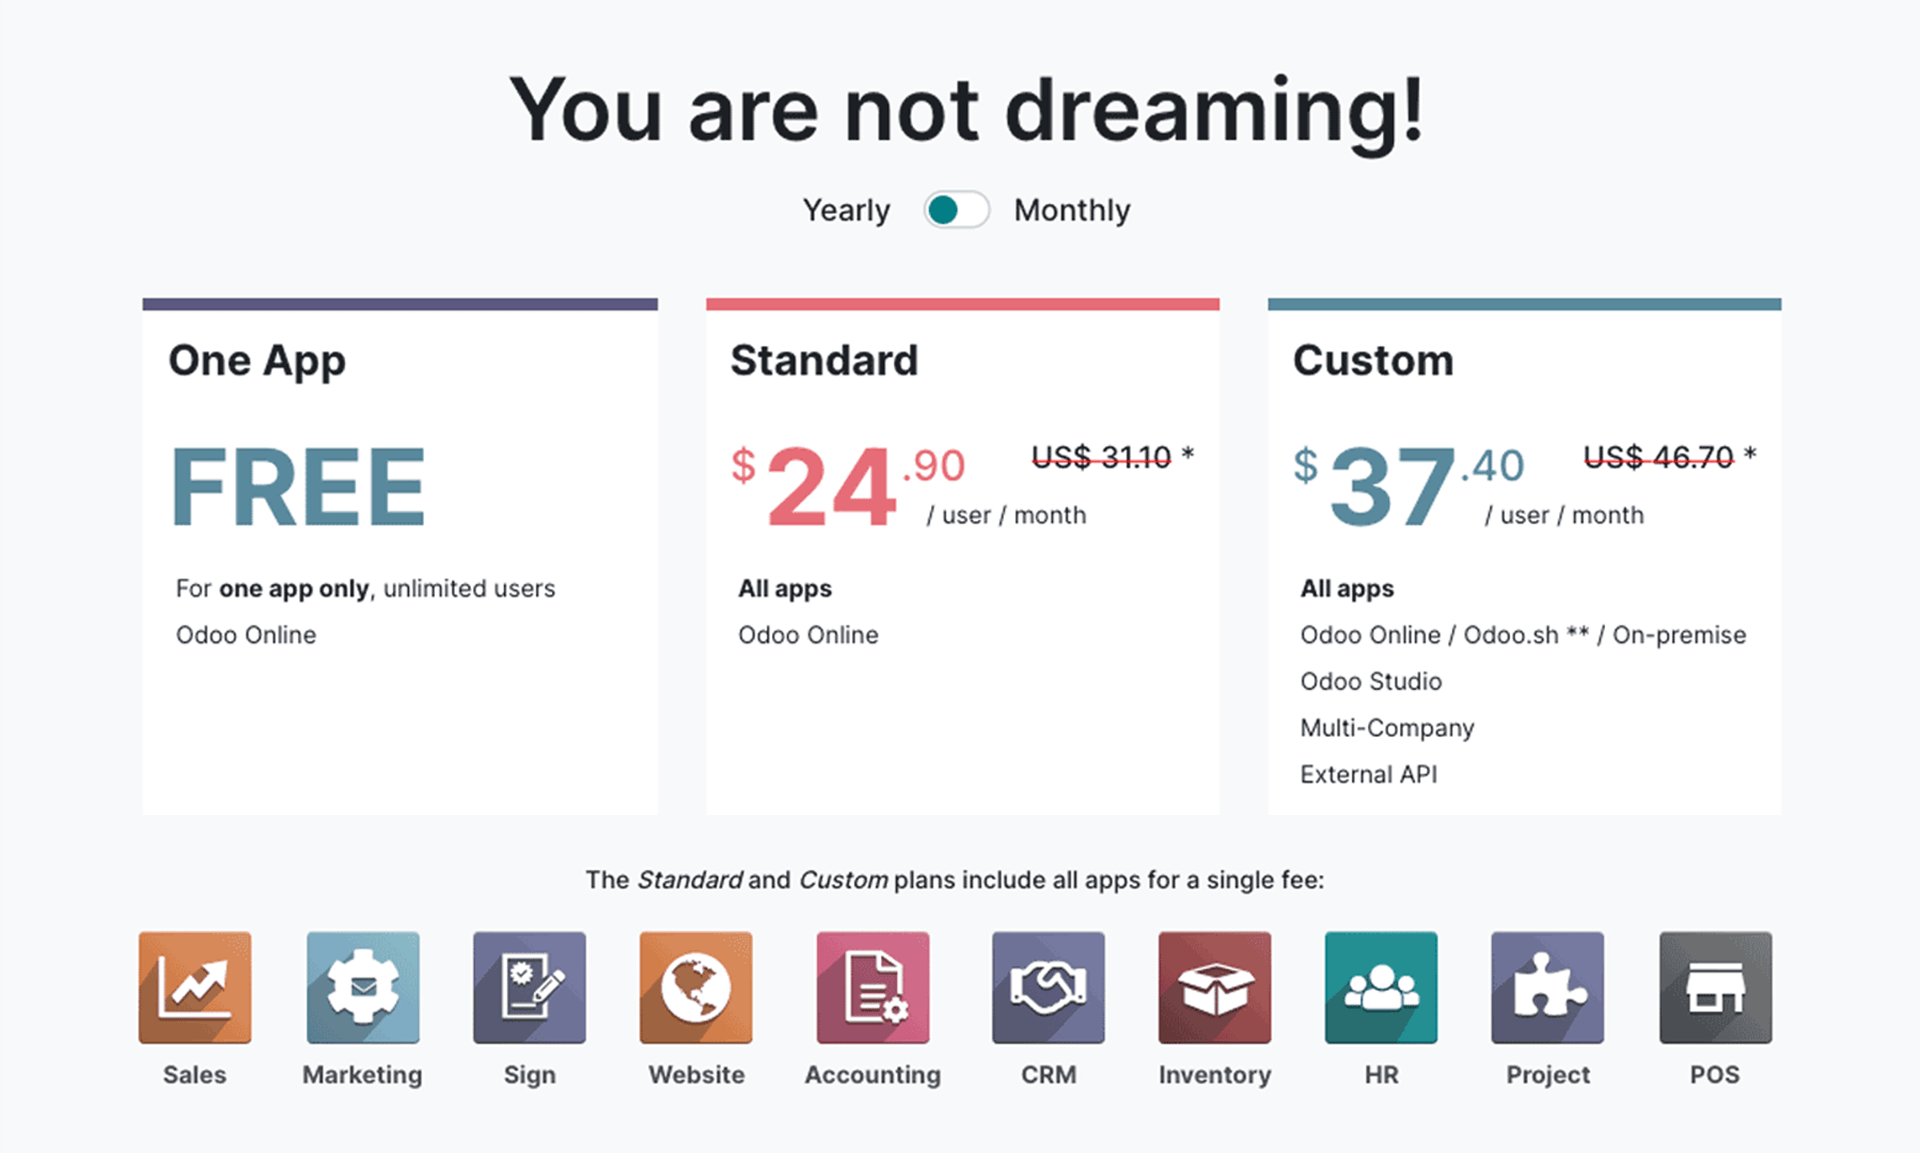 You are not dreaming!
Yearly Monthly
One App
FREE
For one app only, unlimited users
Odoo Online
Standard
$ 24 .90 US$ 31.10 *
/ user / month
All apps
Odoo Online
Custom
$ 37 .40 US$ 46.70 *
/ user / month
All apps
Odoo Online / Odoo.sh ** / On-premise
Odoo Studio
Multi-Company
External API
The Standard and Custom plans include all apps for a single fee:
Sales Marketing Sign Website Accounting CRM Inventory HR Project POS